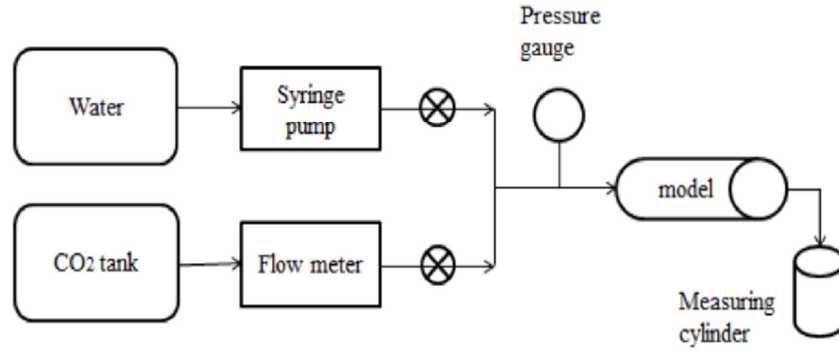 Pressure
gauge
Water
Syringe
pump
model
CO2 tank
Flow meter
Measuring
cylinder